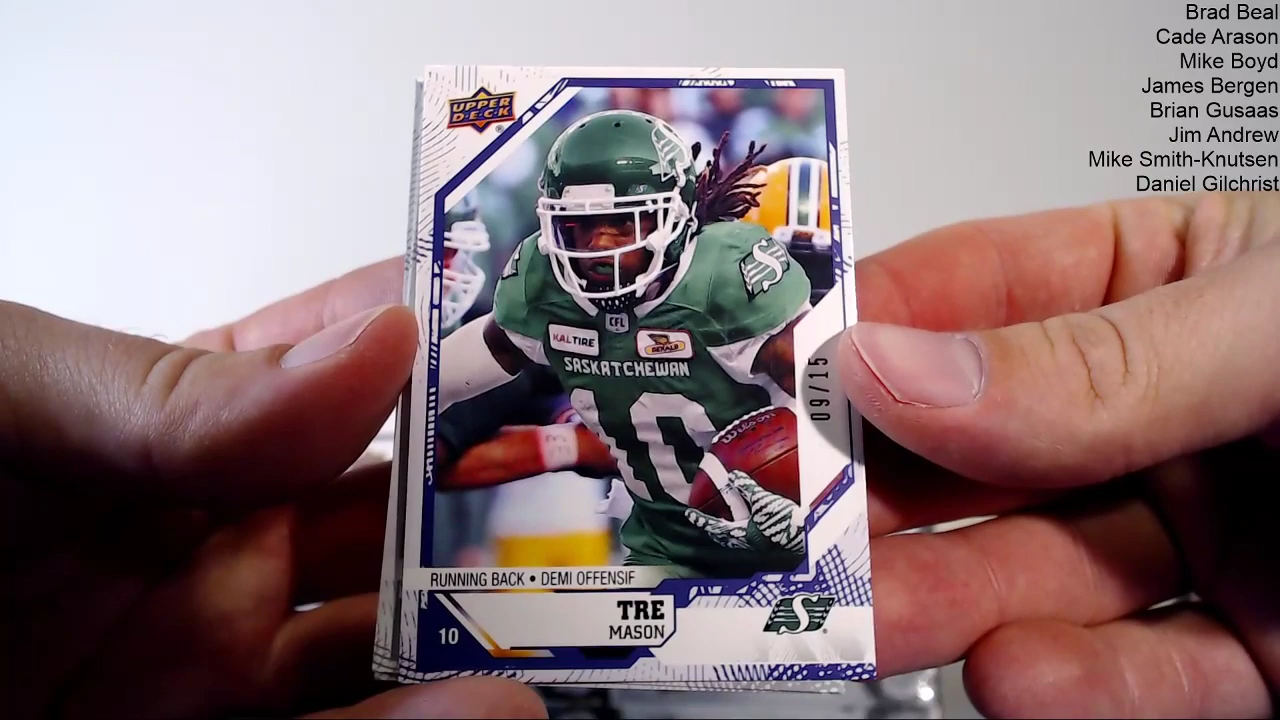 Brad Beal
Cade Arason
Mike Boyd
James Bergen
Brian Gusaas
Jim Andrew
Mike Smith-Knutsen
Daniel Gilchrist
UPPER
DECK
CFL
KALTIRE
DEKALB
SASKATCHEWAN
10
09/15
RUNNING BACK • DEMI OFFENSIF
TRE
MASON
10
S